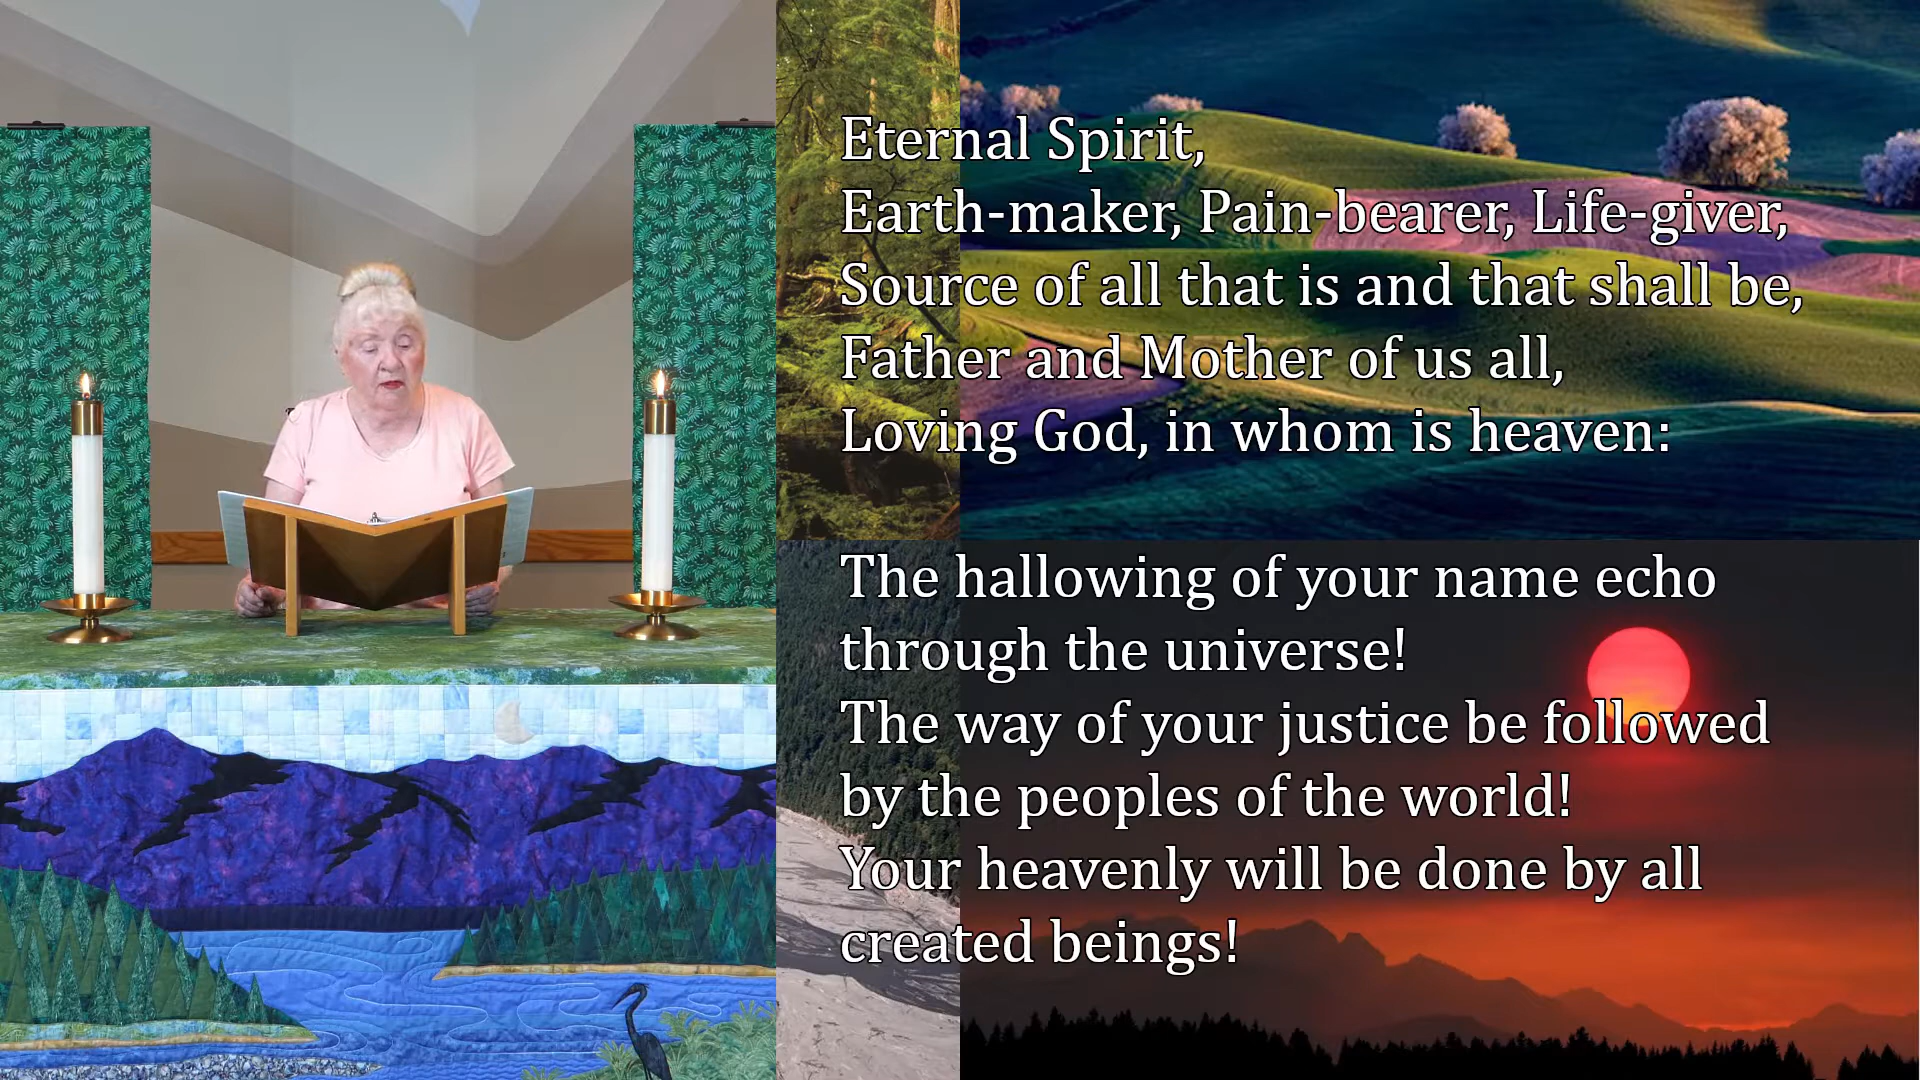 Eternal Spirit,
Earth-maker, Pain-bearer, Life-giver,
Source of all that is and that shall be,
Father and Mother of us all,
Loving God, in whom is heaven:
The hallowing of your name echo
through the universe!
The way of your justice be followed
by the peoples of the world!
Your heavenly will be done by all
created beings!